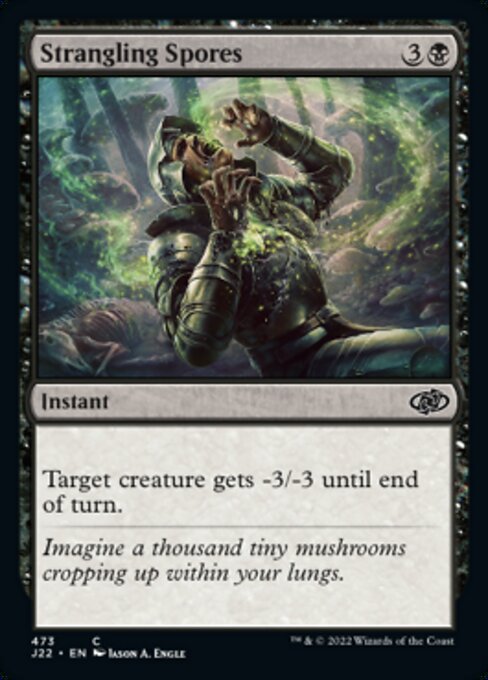 Strangling Spores 3
Instant
Target creature gets -3/-3 until end
of turn.
Imagine a thousand tiny mushrooms
cropping up within your lungs.
473 C
J22 • EN Jason A. Engle
™ & © 2022 Wizards of the Coast